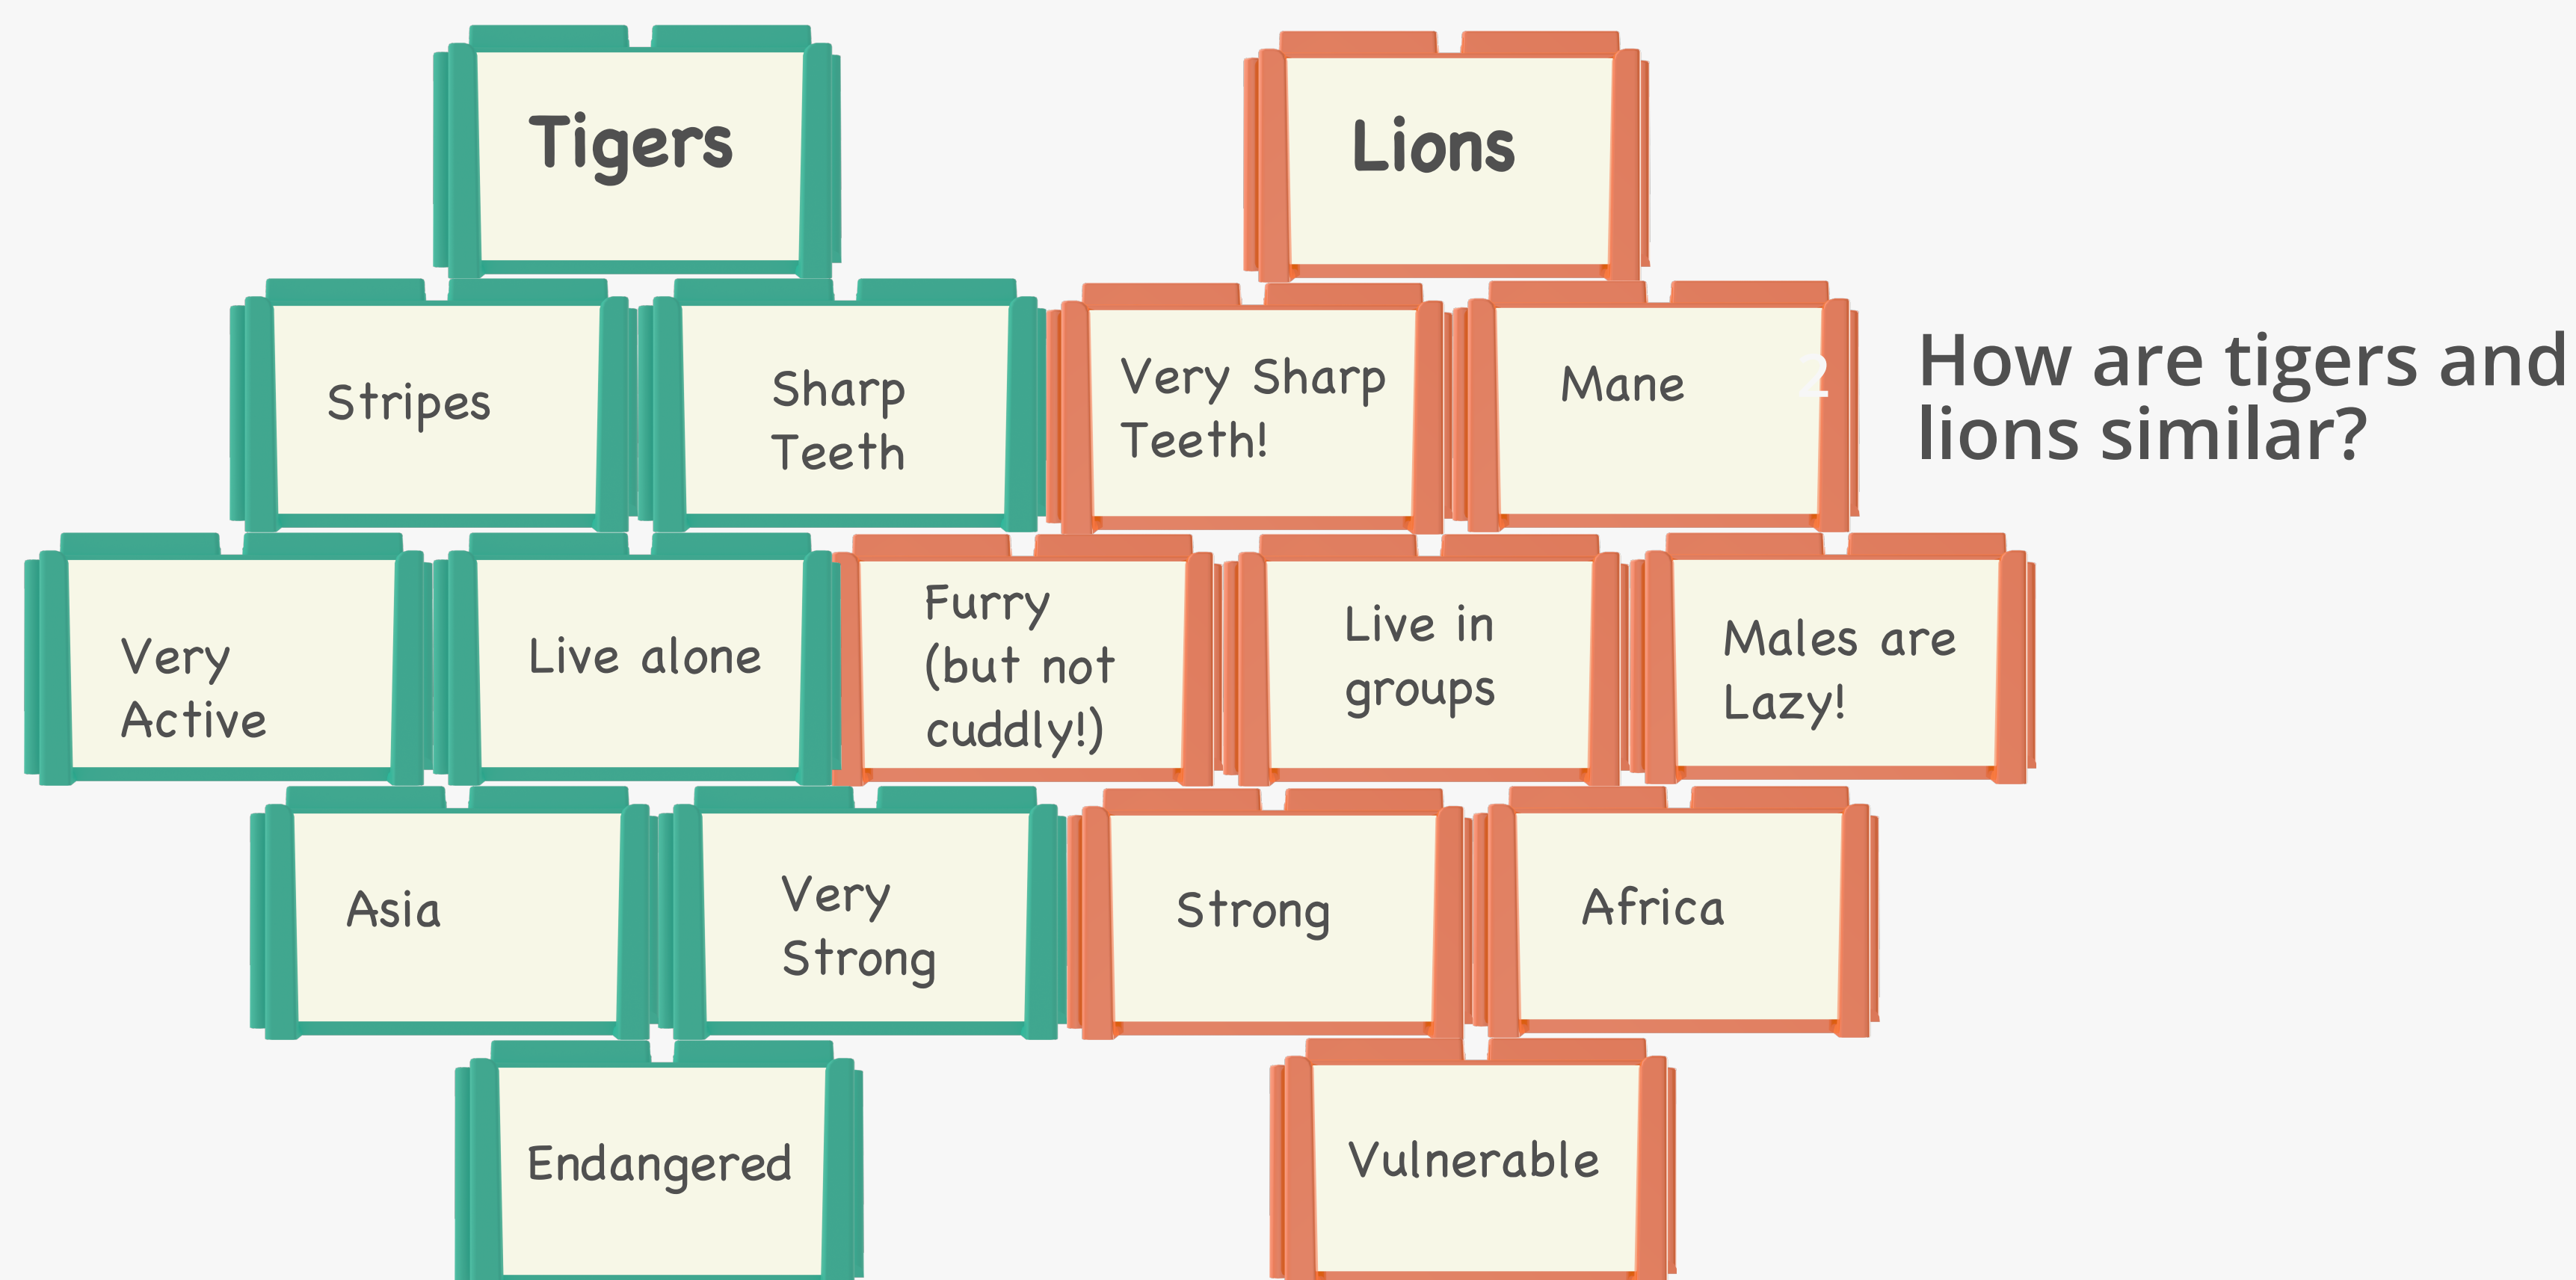 Tigers
Lions
Stripes
Sharp
Teeth
Very Sharp
Teeth!
Mane
2
How are tigers and
lions similar?
Very
Active
Live alone
Furry
(but not
cuddly!)
Live in
groups
Males are
Lazy!
Asia
Very
Strong
Strong
Africa
Endangered
Vulnerable